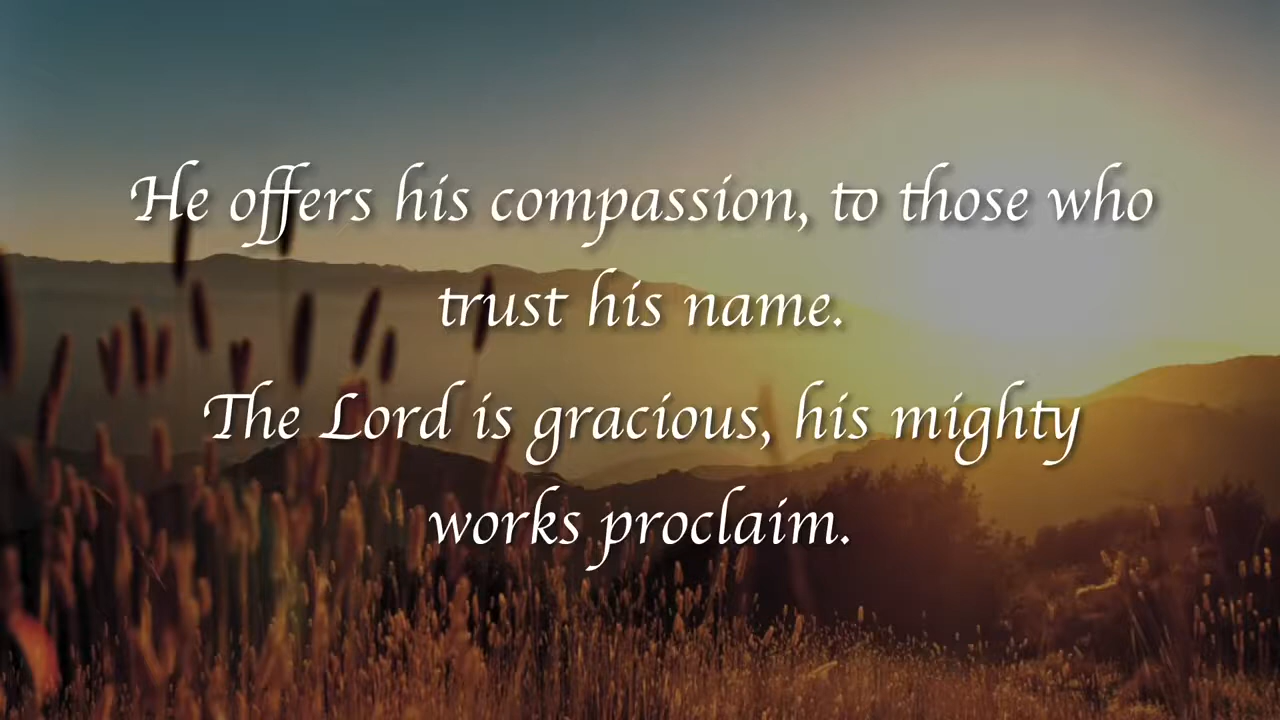 He offers his compassion, to those who
trust his name.
The Lord is gracious, his mighty
works proclaim.